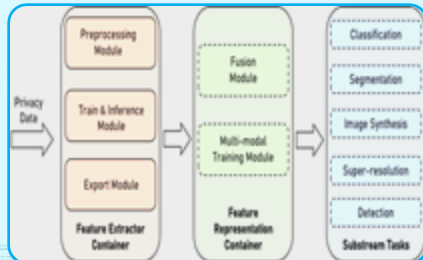 Privacy
Data
Preprocessing
Module
Train & Inference
Module
Export Module
Feature Extractor
Container
Fusion
Module
Multi-modal
Training Module
Feature
Representation
Container
Classification
Segmentation
Image Synthesis
Super-resolution
Detection
Substream Tasks